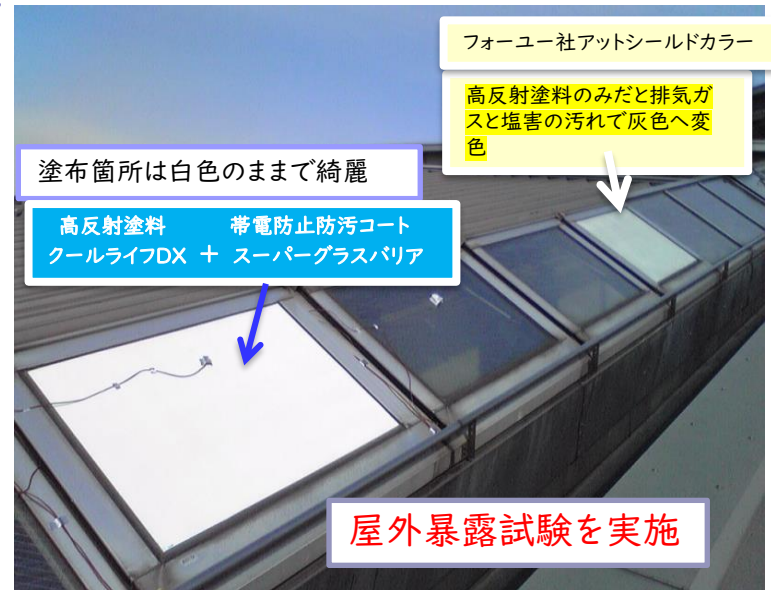 フォーユー社アットシールドカラー
高反射塗料のみだと排気ガ
スと塩害の汚れで灰色へ変
色
塗布箇所は白色のままで綺麗
高反射塗料 帯電防止防汚コート
クールライフDX + スーパーグラスバリア
屋外暴露試験を実施